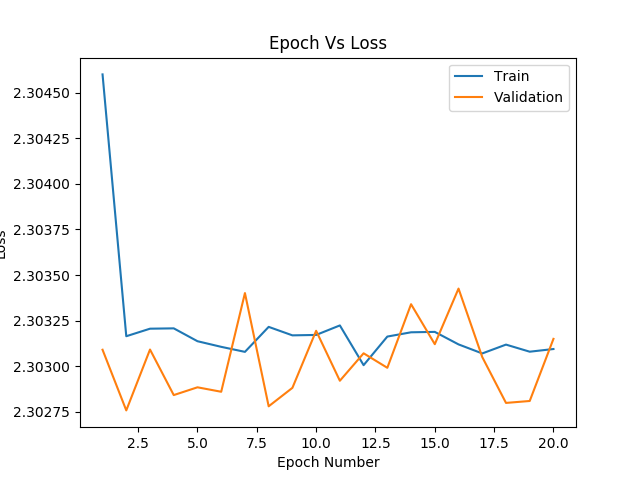 Epoch Vs Loss
Train
Validation
2.30450
2.30425
2.30400
2.30375
2.30350
2.30325
2.30300
2.30275
Loss
2.5 5.0 7.5 10.0 12.5 15.0 17.5 20.0
Epoch Number